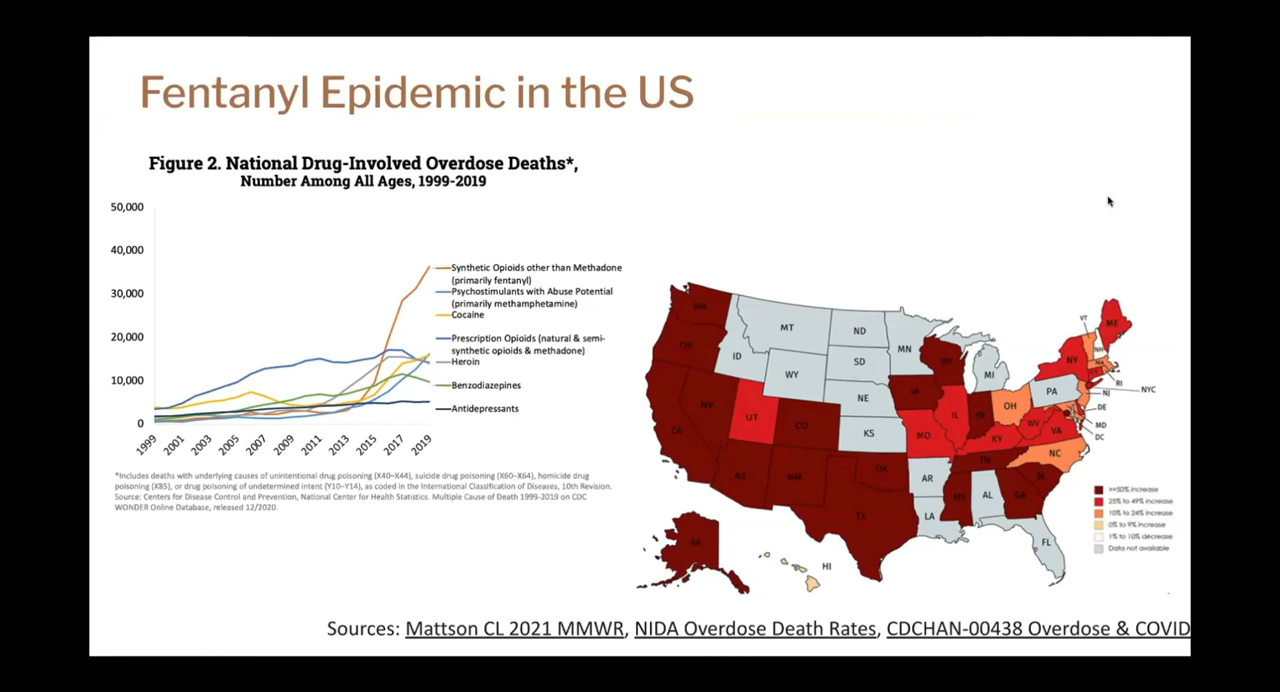 Fentanyl Epidemic in the US
Figure 2. National Drug-Involved Overdose Deaths*,
Number Among All Ages, 1999-2019
50,000
40,000
30,000
20,000
10,000
0
1999
2001
2003
2005
2007
2009
2011
2013
2015
2017
2019
Synthetic Opioids other than Methadone
(primarily fentanyl)
Psychostimulants with Abuse Potential
(primarily methamphetamine)
Cocaine
Prescription Opioids (natural & semi-
synthetic opioids & methadone)
Heroin
Benzodiazepines
Antidepressants
*Includes deaths with underlying causes of unintentional drug poisoning (X40–X44), suicide drug poisoning (X60–X64), homicide drug
poisoning (X85), or drug poisoning of undetermined intent (Y10–Y14), as coded in the International Classification of Diseases, 10th Revision.
Source: Centers for Disease Control and Prevention, National Center for Health Statistics. Multiple Cause of Death 1999-2019 on CDC
WONDER Online Database, released 12/2020.
WA
OR
CA
NV
ID
MT
WY
UT
AZ
CO
NM
ND
SD
NE
KS
OK
TX
MN
IA
MO
AR
LA
WI
IL
MS
MI
IN
KY
TN
AL
OH
WV
GA
FL
SC
NC
VA
PA
NY
VT
NH
ME
MA
CT
RI
NYC
NJ
DE
MD
DC
AK
HI
>=50% increase
25% to 49% increase
10% to 24% increase
0% to 9% increase
1% to 10% decrease
Data not available
Sources: Mattson CL 2021 MMWR, NIDA Overdose Death Rates, CDCHAN-00438 Overdose & COVID